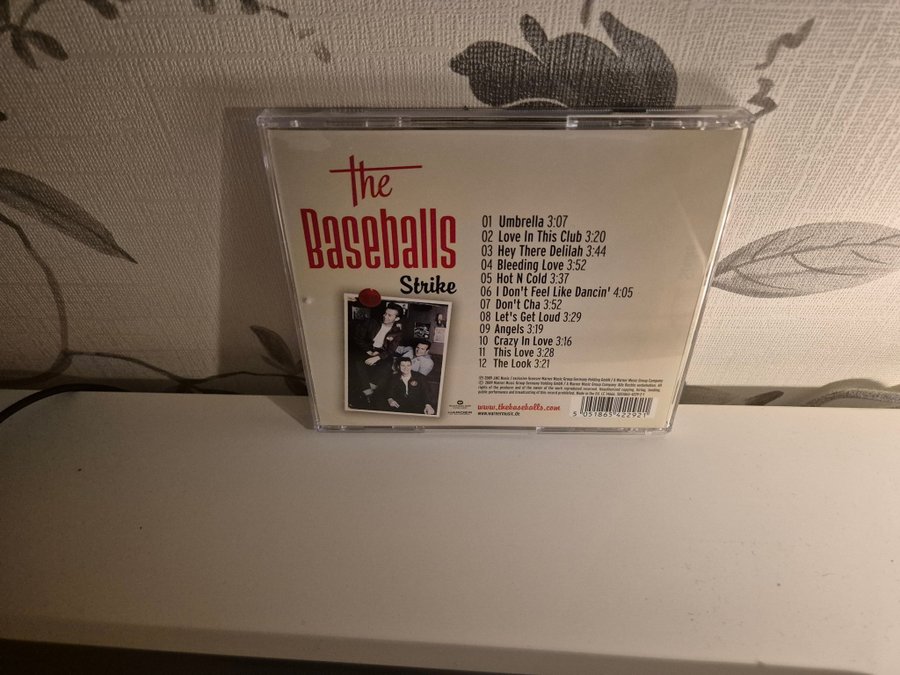 The
Baseballs
Strike
01 Umbrella 3:07
02 Love In This Club 3:20
03 Hey There Delilah 3:44
04 Bleeding Love 3:52
05 Hot N Cold 3:37
06 I Don't Feel Like Dancin' 4:05
07 Don't Cha 3:52
08 Let's Get Loud 3:29
09 Angels 3:19
10 Crazy In Love 3:16
11 This Love 3:28
12 The Look 3:21
www.thebaseballs.com
www.warnermusic.de
5 051865 422921